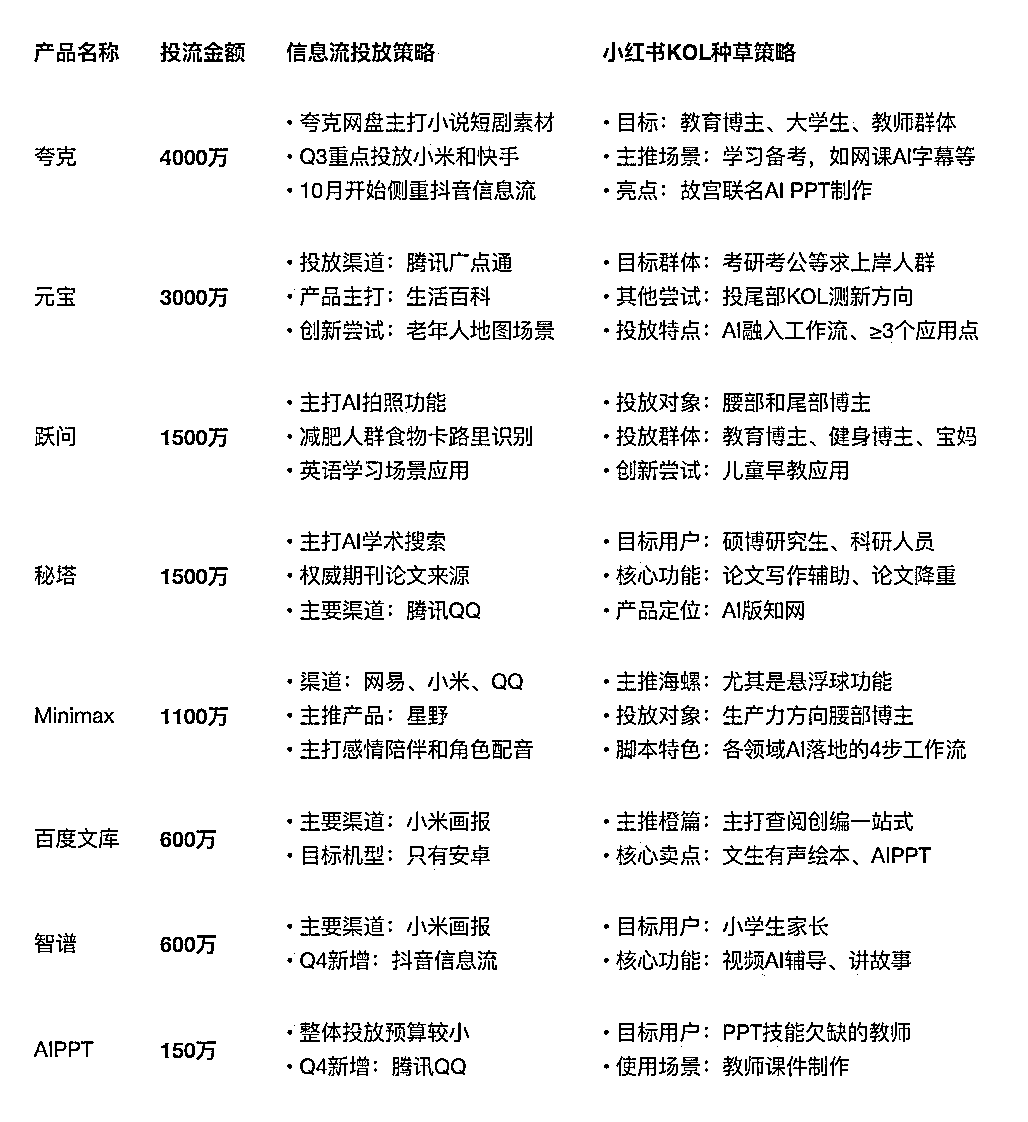 产品名称 投流金额 信息流投放策略 小红书KOL种草策略
• 夸克网盘主打小说短剧素材 • 目标：教育博主、大学生、教师群体
夸克 4000万 • Q3重点投放小米和快手 • 主推场景：学习备考，如网课AI字幕等
• 10月开始侧重抖音信息流 • 亮点：故宫联名AI PPT制作
• 投放渠道：腾讯广点通 • 目标群体：考研考公等求上岸人群
元宝 3000万 • 产品主打：生活百科 • 其他尝试：投尾部KOL测新方向
• 创新尝试：老年人地图场景 • 投放特点：AI融入工作流、≥3个应用点
• 主打AI拍照功能 • 投放对象：腰部和尾部博主
跃问 1500万 • 减肥人群食物卡路里识别 • 投放群体：教育博主、健身博主、宝妈
• 英语学习场景应用 • 创新尝试：儿童早教应用
• 主打AI学术搜索 • 目标用户：硕博研究生、科研人员
秘塔 1500万 • 权威期刊论文来源 • 核心功能：论文写作辅助、论文降重
• 主要渠道：腾讯QQ • 产品定位：AI版知网
• 渠道：网易、小米、QQ • 主推海螺：尤其是悬浮球功能
Minimax 1100万 • 主推产品：星野 • 投放对象：生产力方向腰部博主
• 主打感情陪伴和角色配音 • 脚本特色：各领域AI落地的4步工作流
• 主要渠道：小米画报 • 主推橙篇：主打查阅创编一站式
百度文库 600万 • 目标机型：只有安卓 • 核心卖点：文生有声绘本、AIPPT
• 主要渠道：小米画报 • 目标用户：小学生家长
智谱 600万 • Q4新增：抖音信息流 • 核心功能：视频AI辅导、讲故事
• 整体投放预算较小 • 目标用户：PPT技能欠缺的教师
AIPPT 150万 • Q4新增：腾讯QQ • 使用场景：教师课件制作